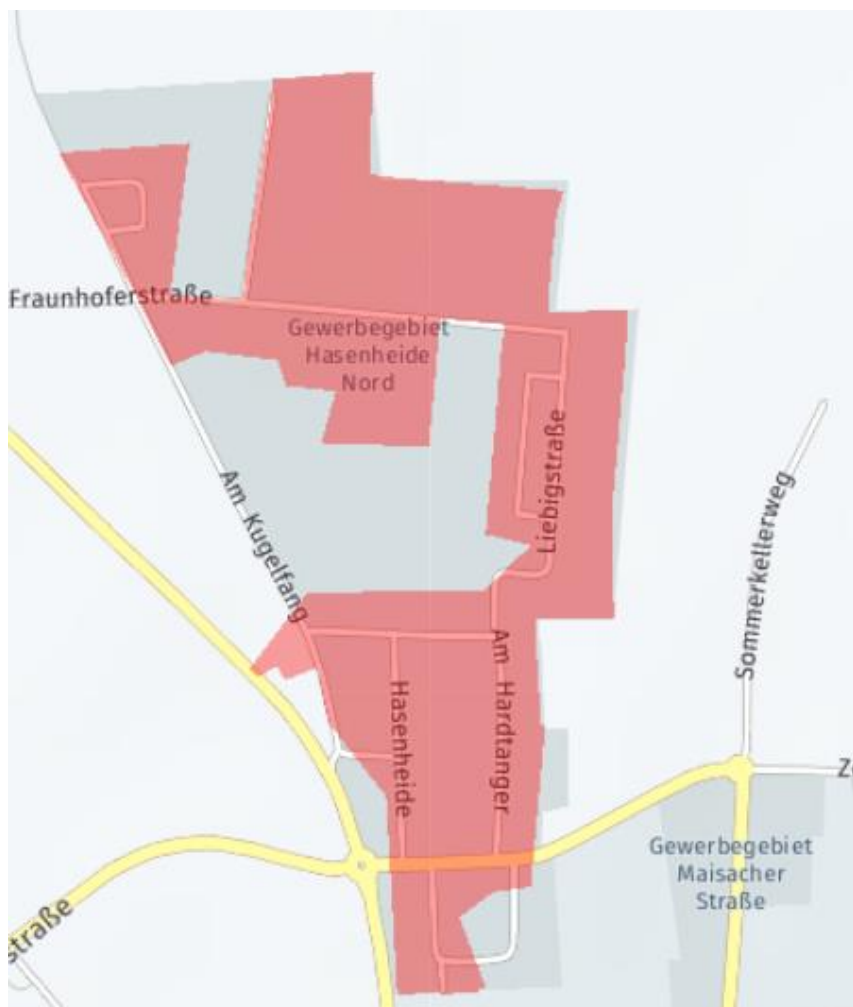 Fraunhoferstraße
Gewerbegebiet
Hasenheide
Nord
Liebigstraße
Am Kugelfang
Sommerkellerweg
Am Hardtanger
Hasenheide
Z
Gewerbegebiet
Maisacher
Straße
straße